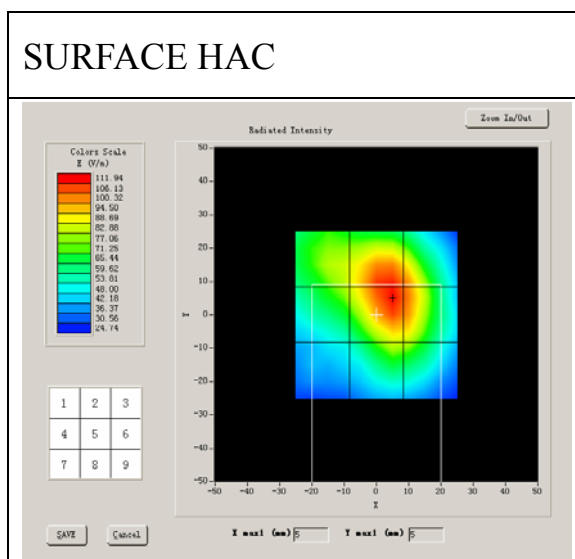 SURFACE HAC
Zoom In/Out
Radiated Intensity
Colors Scale
E (V/m)
111.94
106.13
100.32
94.50
88.69
82.88
77.06
71.25
65.44
59.62
53.81
48.00
42.18
36.37
30.56
24.74
50
40
30
20
10
0
-10
-20
-30
-40
-50
Y
-50 -40 -30 -20 -10 0 10 20 30 40 50
X
1 2 3
4 5 6
7 8 9
SAVE Cancel
X max1 (mm) 5 Y max1 (mm) 5